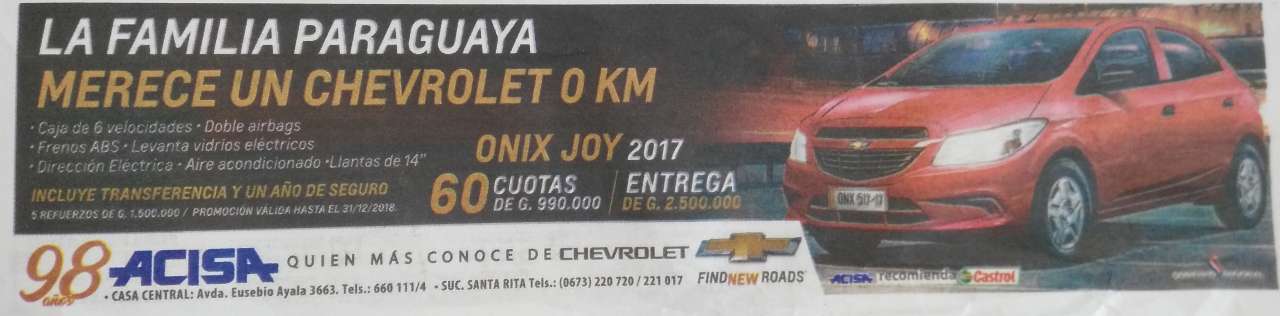 LA FAMILIA PARAGUAYA
MERECE UN CHEVROLET 0 KM
• Caja de 6 velocidades • Doble airbags
• Frenos ABS • Levanta vidrios eléctricos
• Dirección Eléctrica • Aire acondicionado •Llantas de 14"
ONIX JOY 2017
INCLUYE TRANSFERENCIA Y UN AÑO DE SEGURO
5 REFUERZOS DE G. 1.500.000 / PROMOCIÓN VÁLIDA HASTA EL 31/12/2018.
60 CUOTAS DE G. 990.000
ENTREGA DE G. 2.500.000
98 años
ACISA QUIEN MÁS CONOCE DE CHEVROLET
• CASA CENTRAL: Avda. Eusebio Ayala 3663. Tels.: 660 111/4 • SUC. SANTA RITA Tels.: (0673) 220 720 / 221 017
FIND NEW ROADS
ACISA recomienda Castrol